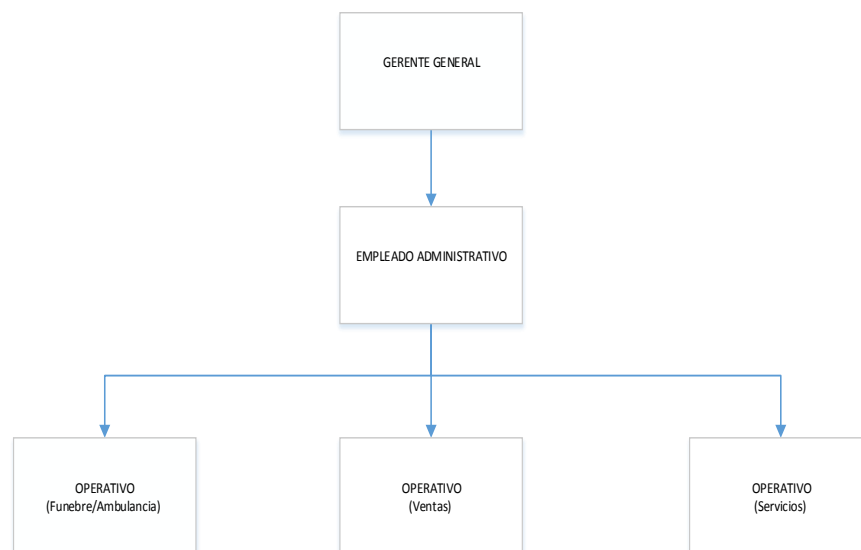 GERENTE GENERAL
EMPLEADO ADMINISTRATIVO
OPERATIVO
(Funebre/Ambulancia)
OPERATIVO
(Ventas)
OPERATIVO
(Servicios)